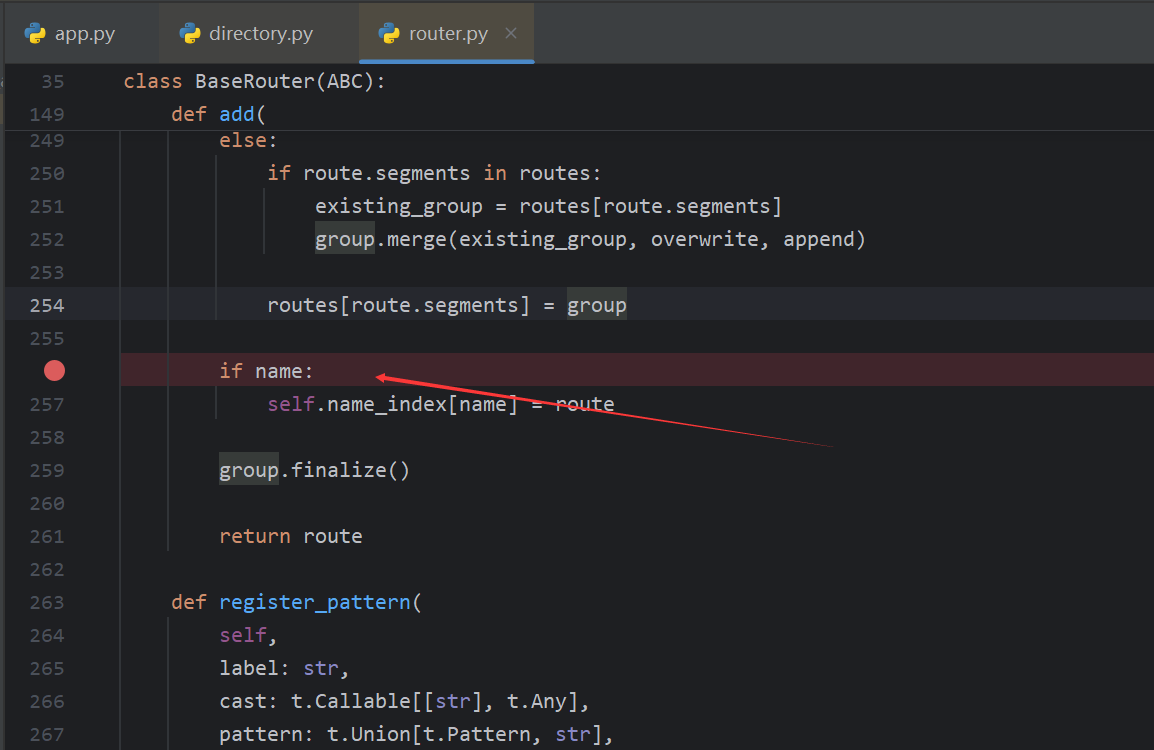 app.py directory.py router.py
35 class BaseRouter(ABC):
149 def add(
249 else:
250 if route.segments in routes:
251 existing_group = routes[route.segments]
252 group.merge(existing_group, overwrite, append)
253
254 routes[route.segments] = group
255
if name:
257 self.name_index[name] = route
258
259 group.finalize()
260
261 return route
262
263 def register_pattern(
264 self,
265 label: str,
266 cast: t.Callable[[str], t.Any],
267 pattern: t.Union[t.Pattern, str],